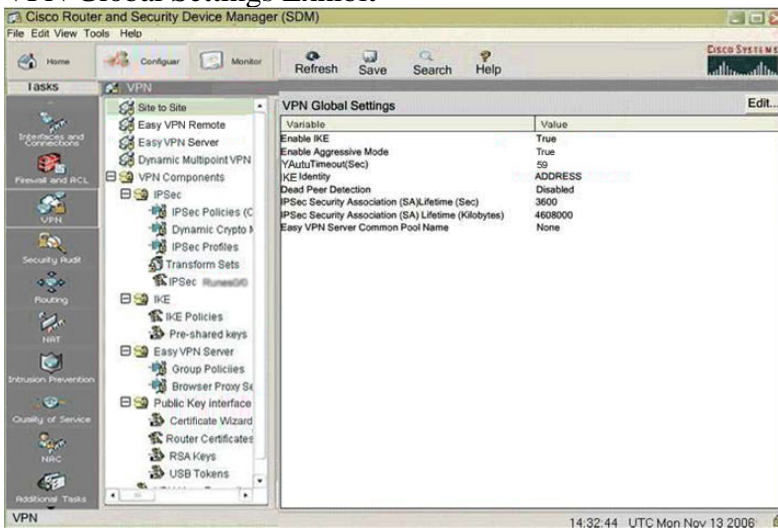 VPN Global Settings Exhibit
Cisco Router and Security Device Manager (SDM)
File Edit View Tools Help
Home
Configuar
Monitor
Refresh
Save
Search
Help
CISCO SYSTEMS
Tasks
VPN
Interfaces and Connections
Firewall and ACL
VPN
Security Audit
Routing
NAT
Intrusion Prevention
Quality of Service
NAC
Additional Tasks
Site to Site
Easy VPN Remote
Easy VPN Server
Dynamic Multipoint VPN
VPN Components
IPSec
IPSec Policies (C
Dynamic Crypto M
IPSec Profiles
Transform Sets
IPSec
IKE
IKE Policies
Pre-shared keys
Easy VPN Server
Group Policiies
Browser Proxy Se
Public Key interface
Certificate Wizard
Router Certificates
RSA Keys
USB Tokens
VPN Global Settings
Edit...
Variable Value
Enable IKE True
Enable Aggressive Mode True
YAutuTimeout(Sec) 59
IKE Identity ADDRESS
Dead Peer Detection Disabled
IPSec Security Association (SA)Lifetime (Sec) 3600
IPSec Security Association (SA) Lifetime (Kilobytes) 4608000
Easy VPN Server Common Pool Name None
VPN
14:32:44 UTC Mon Nov 13 2006